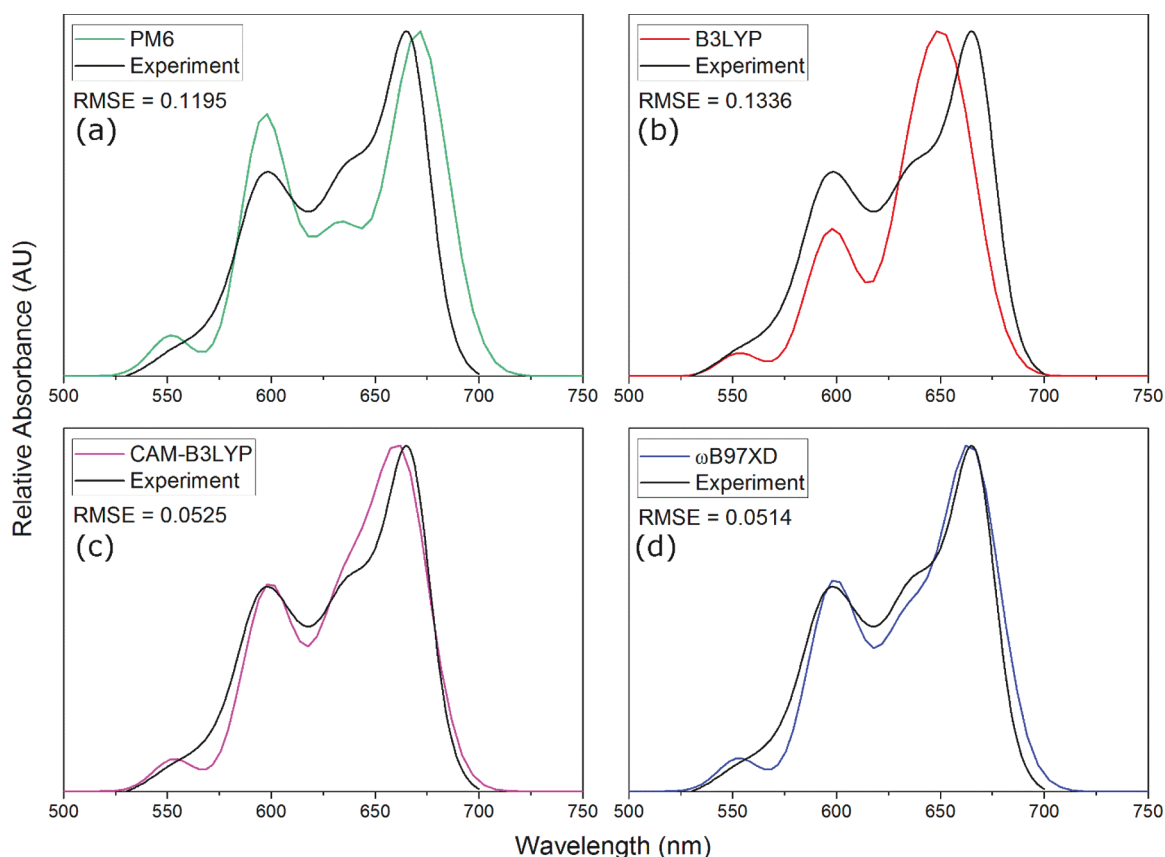 PM6
Experiment
RMSE = 0.1195
(a)
B3LYP
Experiment
RMSE = 0.1336
(b)
500 550 600 650 700 750
500 550 600 650 700 750
CAM-B3LYP
Experiment
RMSE = 0.0525
(c)
ωB97XD
Experiment
RMSE = 0.0514
(d)
500 550 600 650 700 750
500 550 600 650 700 750
Relative Absorbance (AU)
Wavelength (nm)